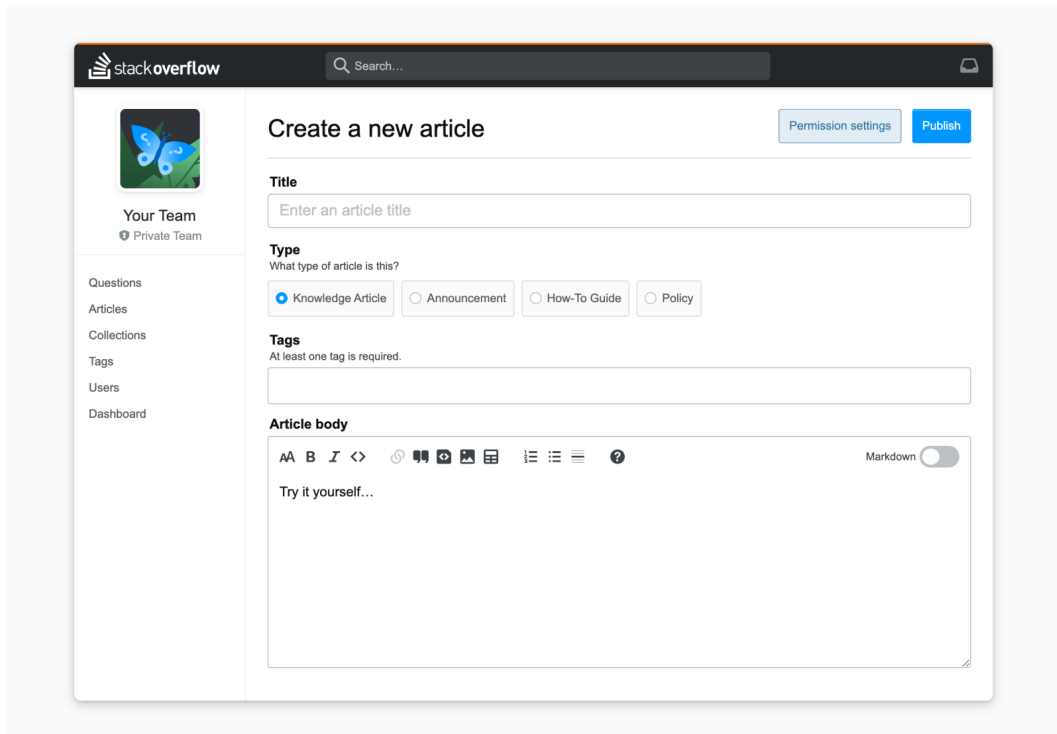 stackoverflow
Search...
Your Team
Private Team
Questions
Articles
Collections
Tags
Users
Dashboard
Create a new article
Permission settings
Publish
Title
Enter an article title
Type
What type of article is this?
Knowledge Article
Announcement
How-To Guide
Policy
Tags
At least one tag is required.
Article body
AA B I <>
Markdown
Try it yourself...